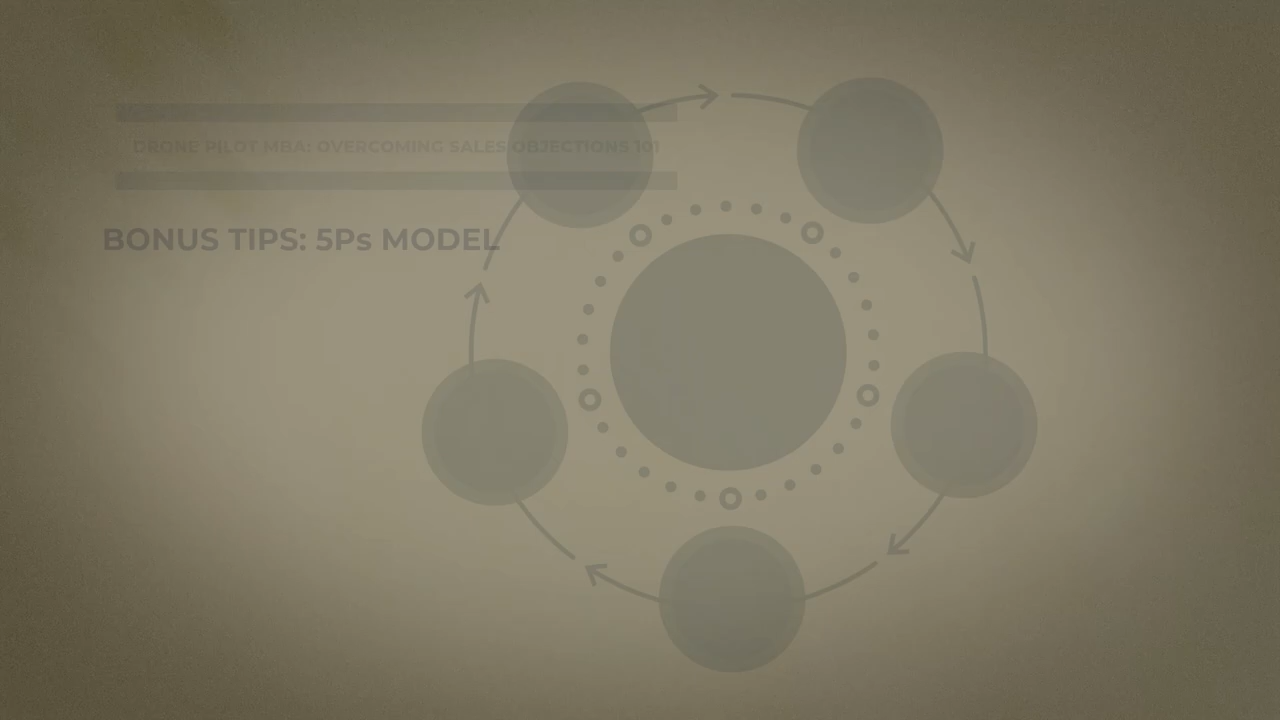 DRONE PILOT MBA: OVERCOMING SALES OBJECTIONS 101
BONUS TIPS: 5Ps MODEL